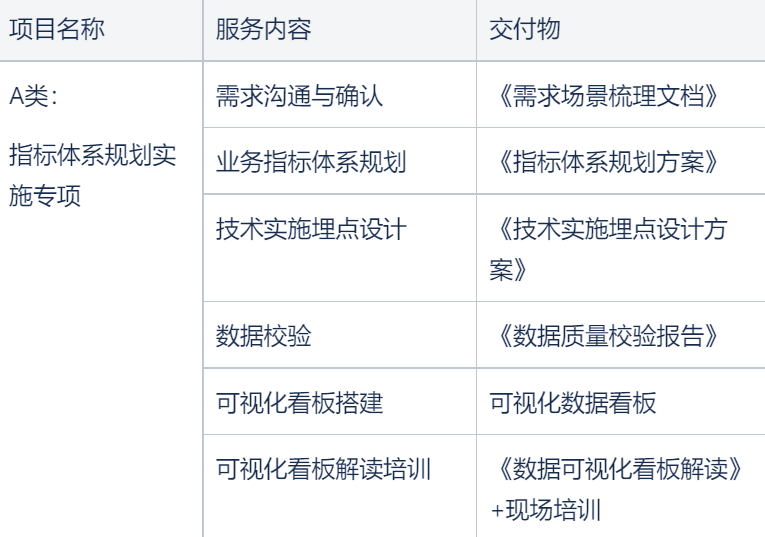 项目名称
服务内容
交付物
A类：
指标体系规划实
施专项
需求沟通与确认
《需求场景梳理文档》
业务指标体系规划
《指标体系规划方案》
技术实施埋点设计
《技术实施埋点设计方
案》
数据校验
《数据质量校验报告》
可视化看板搭建
可视化数据看板
可视化看板解读培训
《数据可视化看板解读》
+现场培训